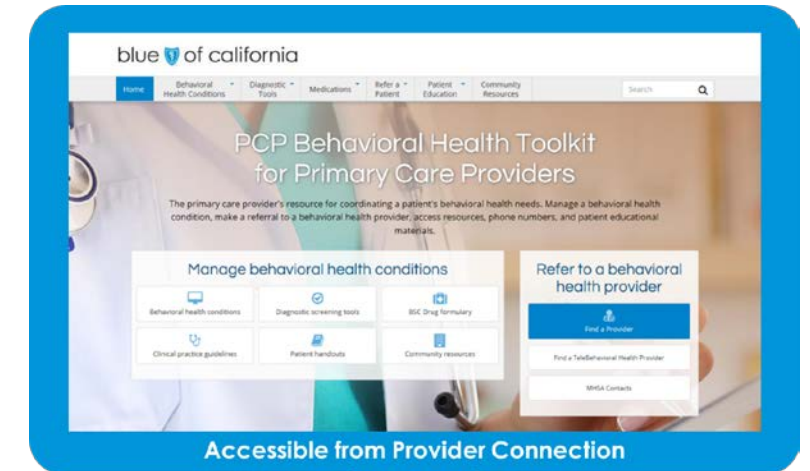 blue of california
Home
Behavioral
Health Conditions
Diagnostic
Tools
Medications
Refer a
Patient
Patient
Education
Community
Resources
Search
PCP Behavioral Health Toolkit
for Primary Care Providers
The primary care provider's resource for coordinating a patient's behavioral health needs. Manage a behavioral health
condition, make a referral to a behavioral health provider, access resources, phone numbers, and patient educational
materials.
Manage behavioral health conditions
Behavioral health conditions
Diagnostic screening tools
BSC Drug formulary
Clinical practice guidelines
Patient handouts
Community resources
Refer to a behavioral
health provider
Find a Provider
Find a TeleBehavioral Health Provider
MHSA Contacts
Accessible from Provider Connection